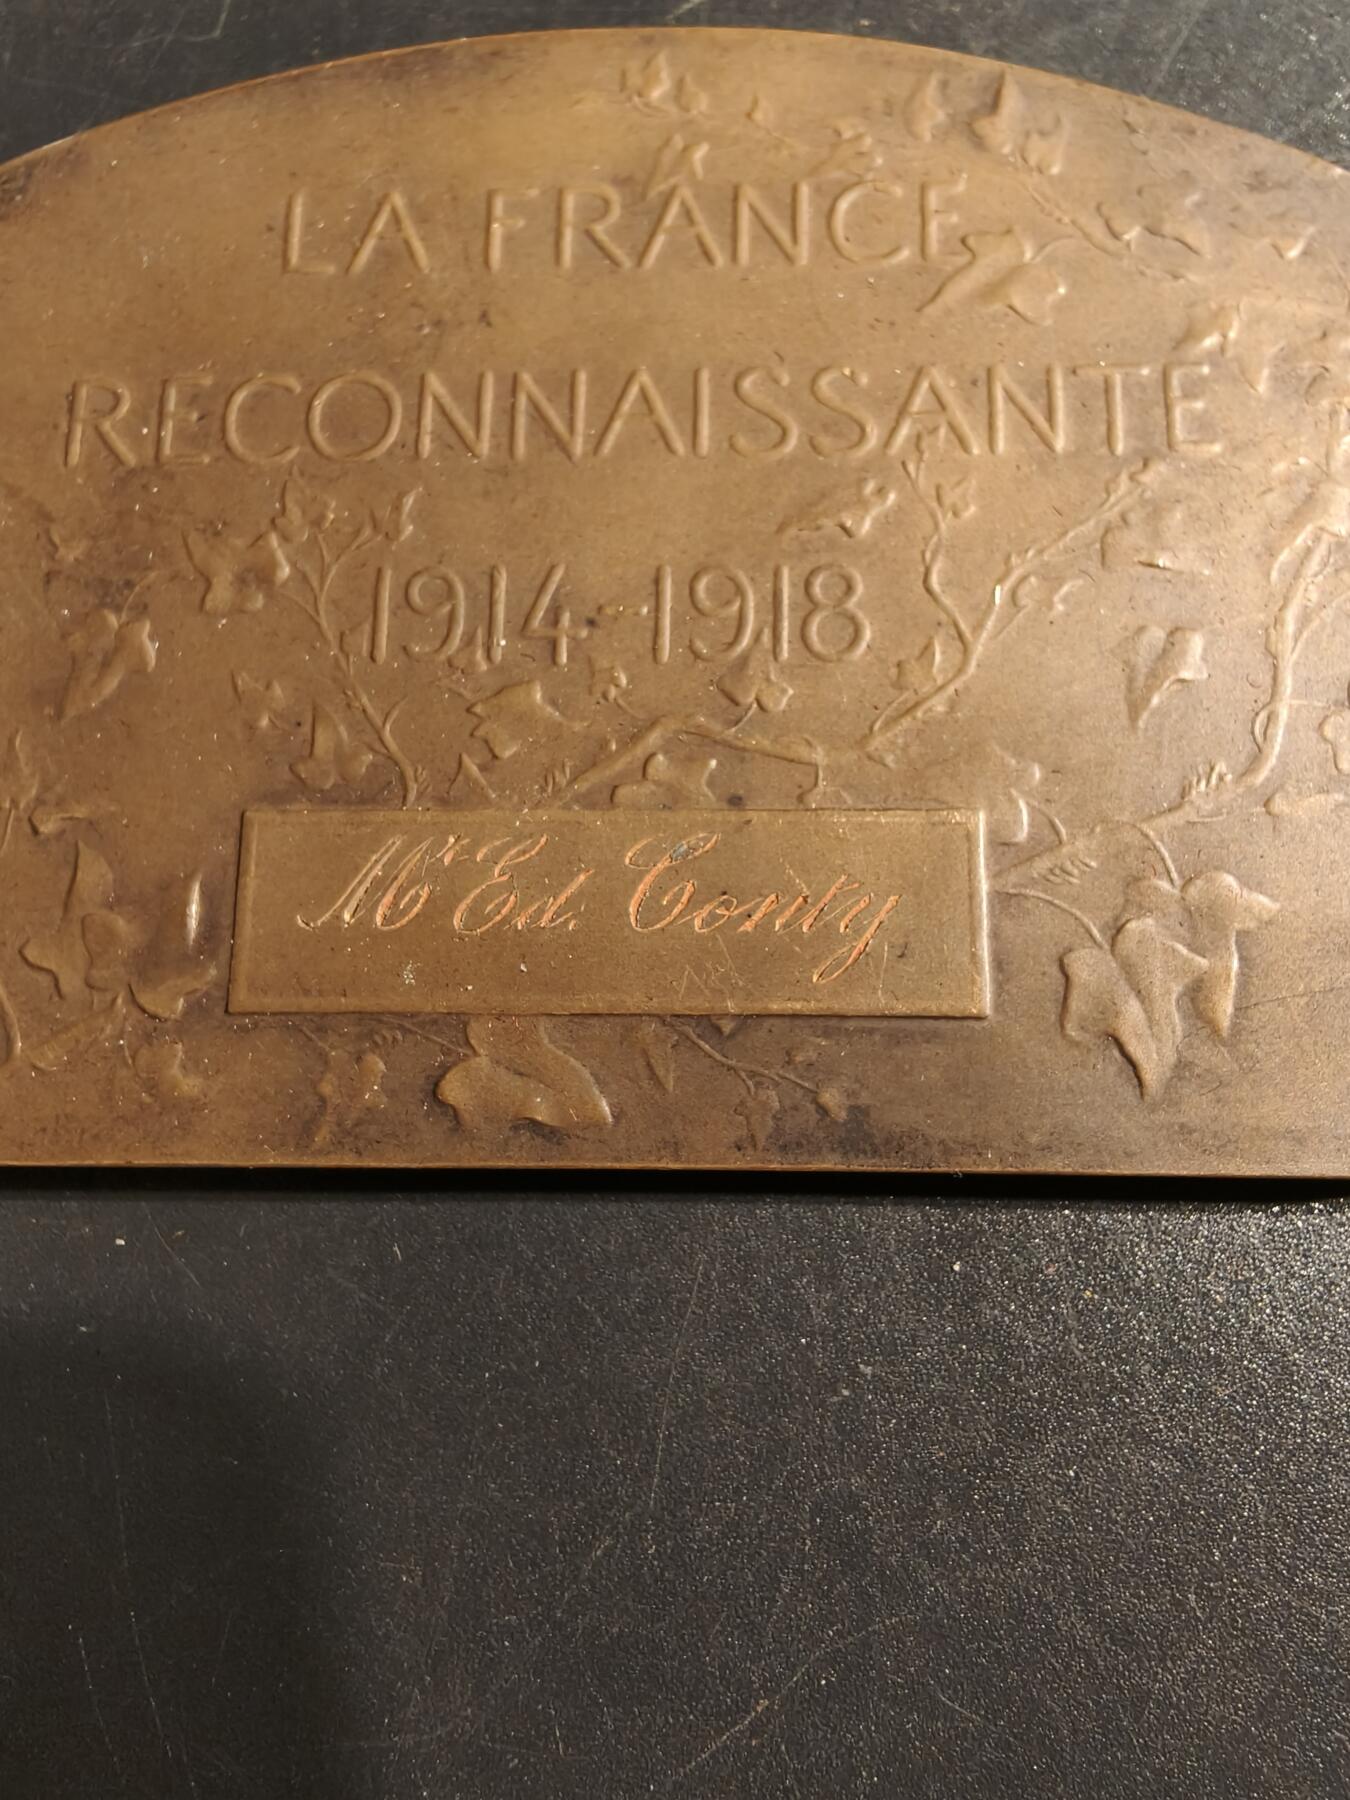 LA FRANCE
RECONNAISSANTE
1914-1918
Mr Ed. Conty